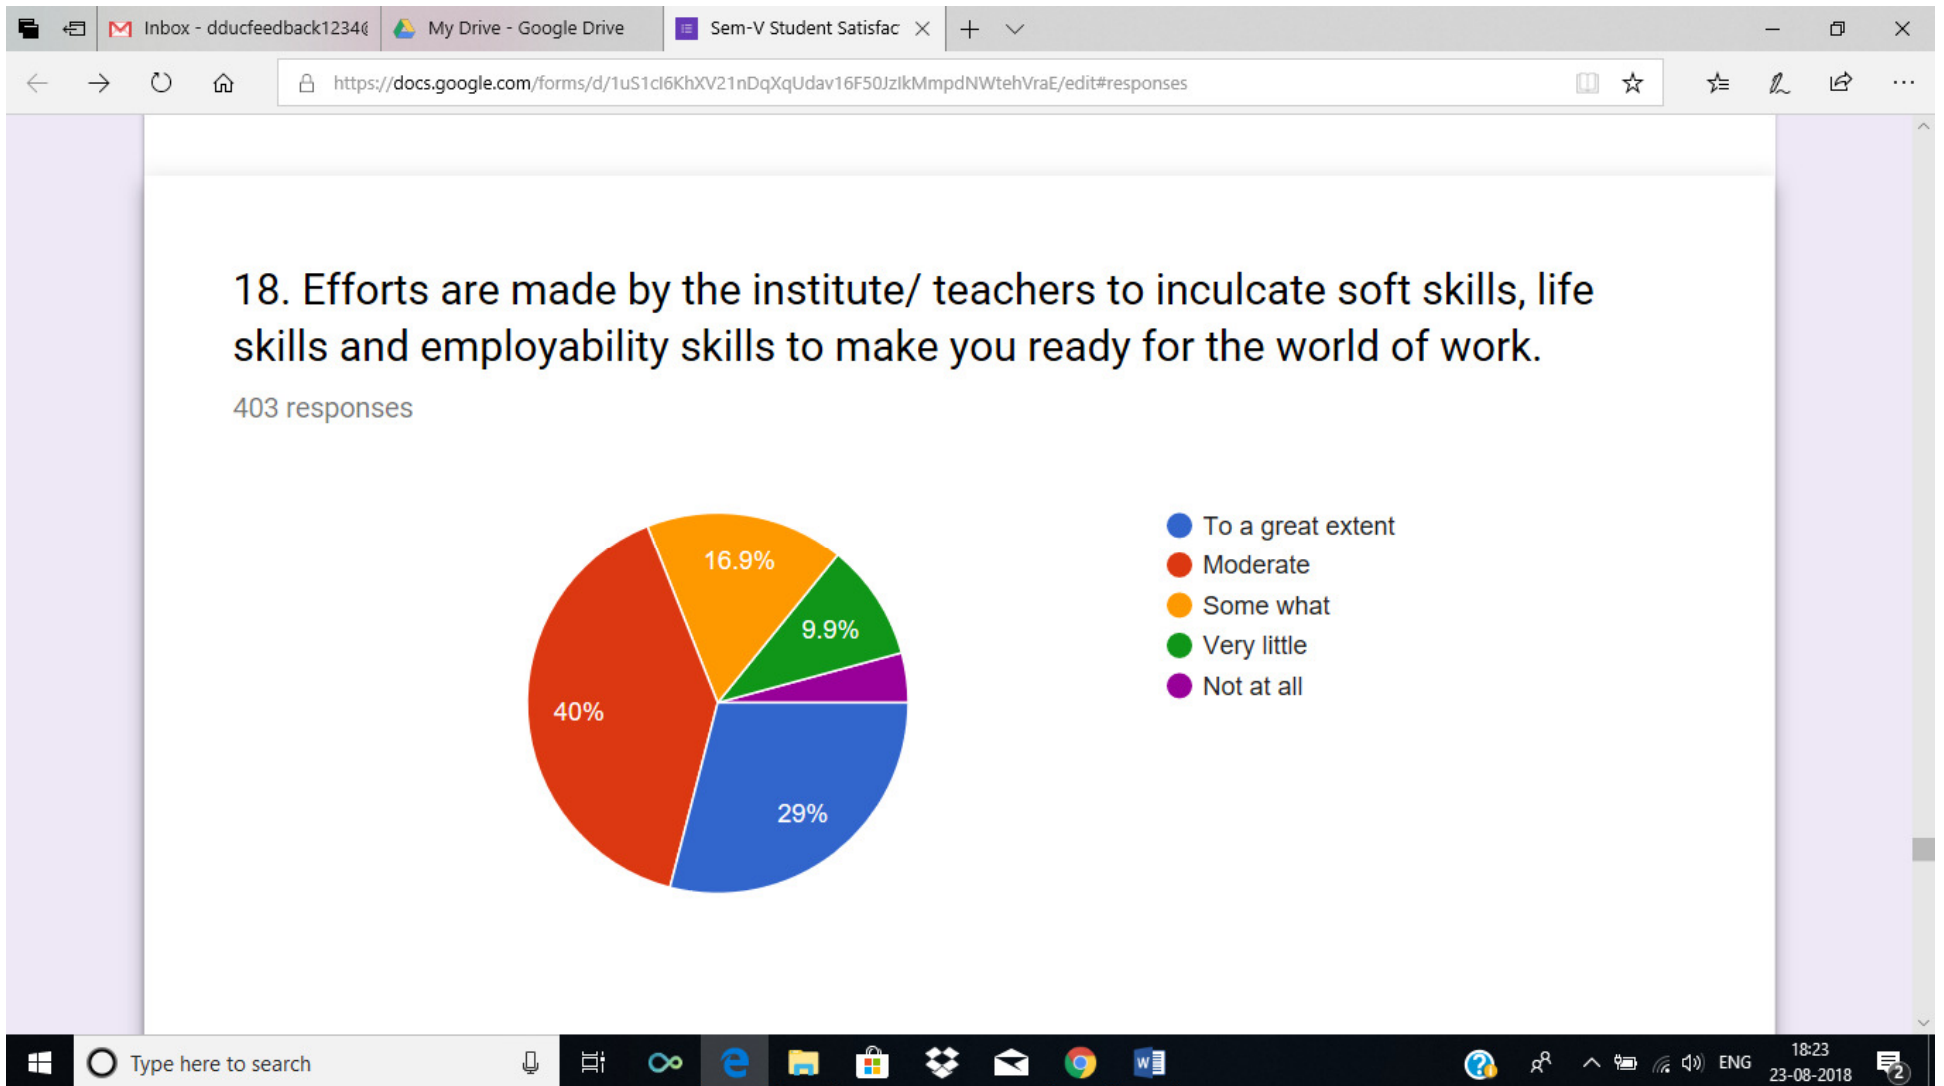 Inbox - dducfeedback1234@
My Drive - Google Drive
Sem-V Student Satisfac
https://docs.google.com/forms/d/1uS1cI6KhXV21nDqXqUdav16F50JzIkMmpdNWtehVraE/edit#responses
18. Efforts are made by the institute/ teachers to inculcate soft skills, life
skills and employability skills to make you ready for the world of work.
403 responses
16.9%
9.9%
40%
29%
To a great extent
Moderate
Some what
Very little
Not at all
Type here to search
ENG
18:23
23-08-2018
2